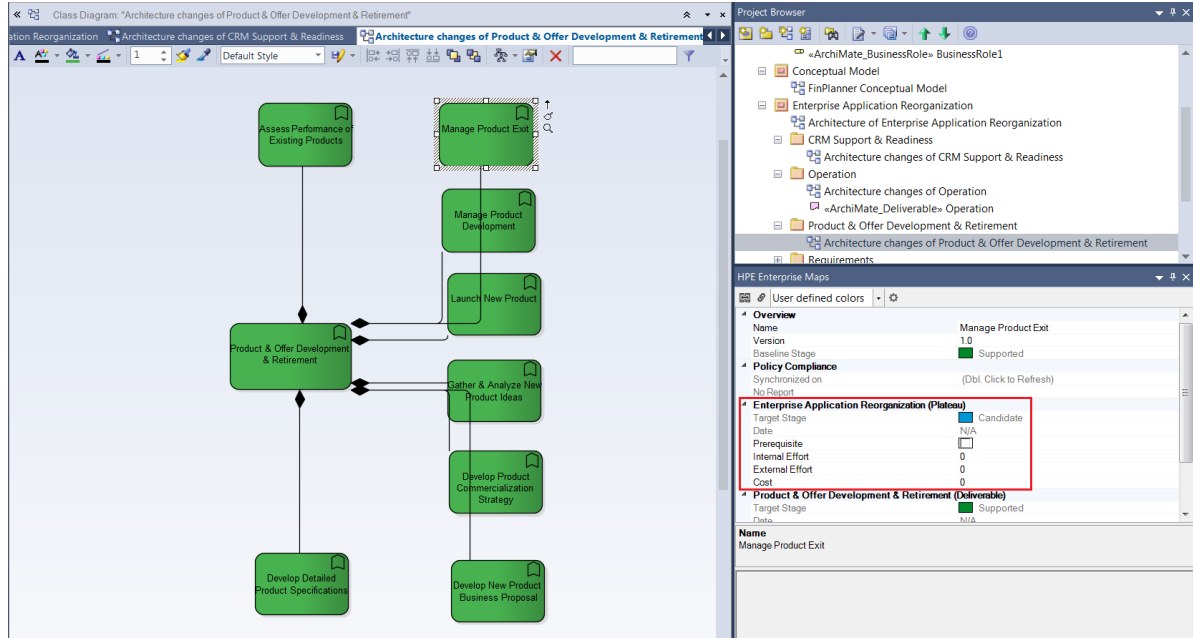 Class Diagram: "Architecture changes of Product & Offer Development & Retirement"
ation Reorganization
Architecture changes of CRM Support & Readiness
Architecture changes of Product & Offer Development & Retirement
A
1
Default Style
Assess Performance of
Existing Products
Manage Product Exit
Manage Product
Development
Launch New Product
Product & Offer Development
& Retirement
Gather & Analyze New
Product Ideas
Develop Product
Commercialization
Strategy
Develop Detailed
Product Specifications
Develop New Product
Business Proposal
Project Browser
«ArchiMate_BusinessRole» BusinessRole1
Conceptual Model
FinPlanner Conceptual Model
Enterprise Application Reorganization
Architecture of Enterprise Application Reorganization
CRM Support & Readiness
Architecture changes of CRM Support & Readiness
Operation
Architecture changes of Operation
«ArchiMate_Deliverable» Operation
Product & Offer Development & Retirement
Architecture changes of Product & Offer Development & Retirement
Requirements
HPE Enterprise Maps
User defined colors
Overview
Name Manage Product Exit
Version 1.0
Baseline Stage Supported
Policy Compliance
Synchronized on (Dbl. Click to Refresh)
No Report
Enterprise Application Reorganization (Plateau)
Target Stage Candidate
Date N/A
Prerequisite
Internal Effort 0
External Effort 0
Cost 0
Product & Offer Development & Retirement (Deliverable)
Target Stage Supported
Date N/A
Name
Manage Product Exit